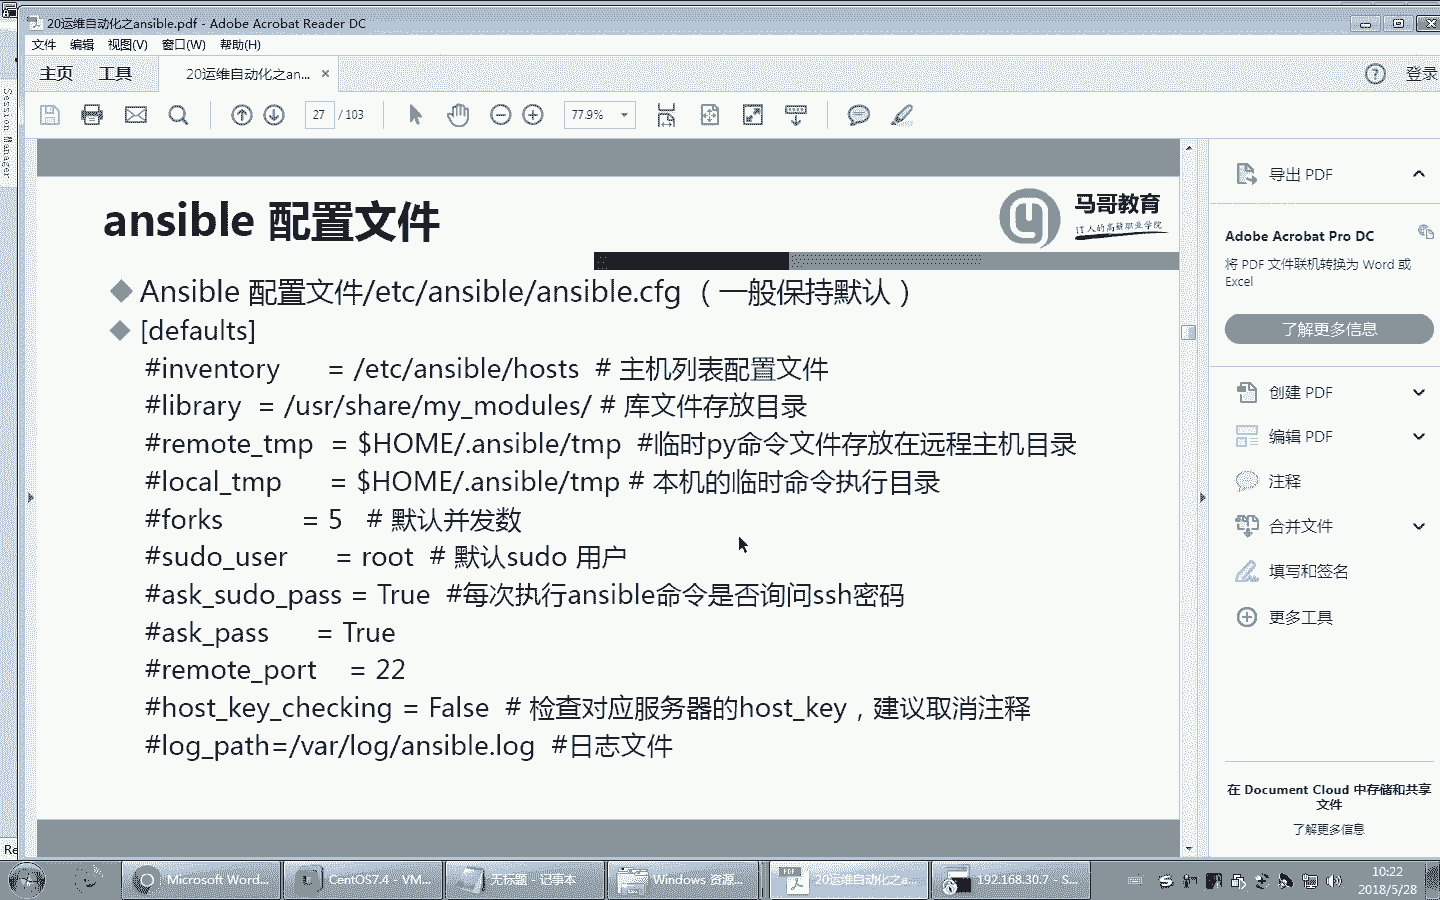 20运维自动化之ansible.pdf - Adobe Acrobat Reader DC
文件 编辑 视图(V) 窗口(W) 帮助(H)
主页 工具 20运维自动化之an... × ? 登录
27 / 103 77.9%
Session Manager
ansible 配置文件
马哥教育
IT人的高薪职业学院
Ansible 配置文件/etc/ansible/ansible.cfg （一般保持默认）
[defaults]
#inventory = /etc/ansible/hosts # 主机列表配置文件
#library = /usr/share/my_modules/ # 库文件存放目录
#remote_tmp = $HOME/.ansible/tmp #临时py命令文件存放在远程主机目录
#local_tmp = $HOME/.ansible/tmp # 本机的临时命令执行目录
#forks = 5 # 默认并发数
#sudo_user = root # 默认sudo 用户
#ask_sudo_pass = True #每次执行ansible命令是否询问ssh密码
#ask_pass = True
#remote_port = 22
#host_key_checking = False # 检查对应服务器的host_key，建议取消注释
#log_path=/var/log/ansible.log #日志文件
导出 PDF
Adobe Acrobat Pro DC
将 PDF 文件联机转换为 Word 或
Excel
了解更多信息
创建 PDF
编辑 PDF
注释
合并文件
填写和签名
更多工具
在 Document Cloud 中存储和共享
文件
了解更多信息
Re
Microsoft Word... CentOS7.4 - VM... 无标题 - 记事本 Windows 资源... 20运维自动化之a... 192.168.30.7 - S...
10:22
2018/5/28